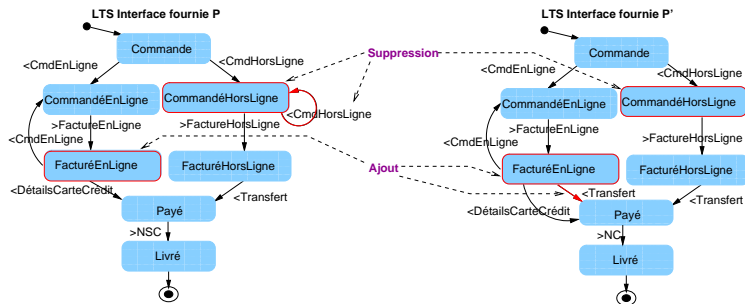 LTS Interface fournie P
Commande
<CmdEnLigne
<CmdHorsLigne
CommandéEnLigne
CommandéHorsLigne
<CmdHorsLigne
>FactureEnLigne
>FactureHorsLigne
<CmdEnLigne
FacturéEnLigne
FacturéHorsLigne
<DétailsCarteCrédit
<Transfert
Payé
>NSC
Livré
Suppression
Ajout
LTS Interface fournie P'
Commande
<CmdEnLigne
<CmdHorsLigne
CommandéEnLigne
CommandéHorsLigne
>FactureEnLigne
>FactureHorsLigne
<CmdEnLigne
FacturéEnLigne
FacturéHorsLigne
<Transfert
<Transfert
<DétailsCarteCrédit
Payé
>NC
Livré